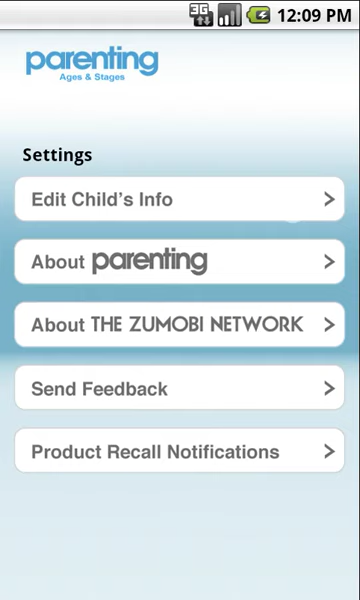 3G
12:09 PM
parenting
Ages & Stages
Settings
Edit Child's Info
About parenting
About THE ZUMOBI NETWORK
Send Feedback
Product Recall Notifications